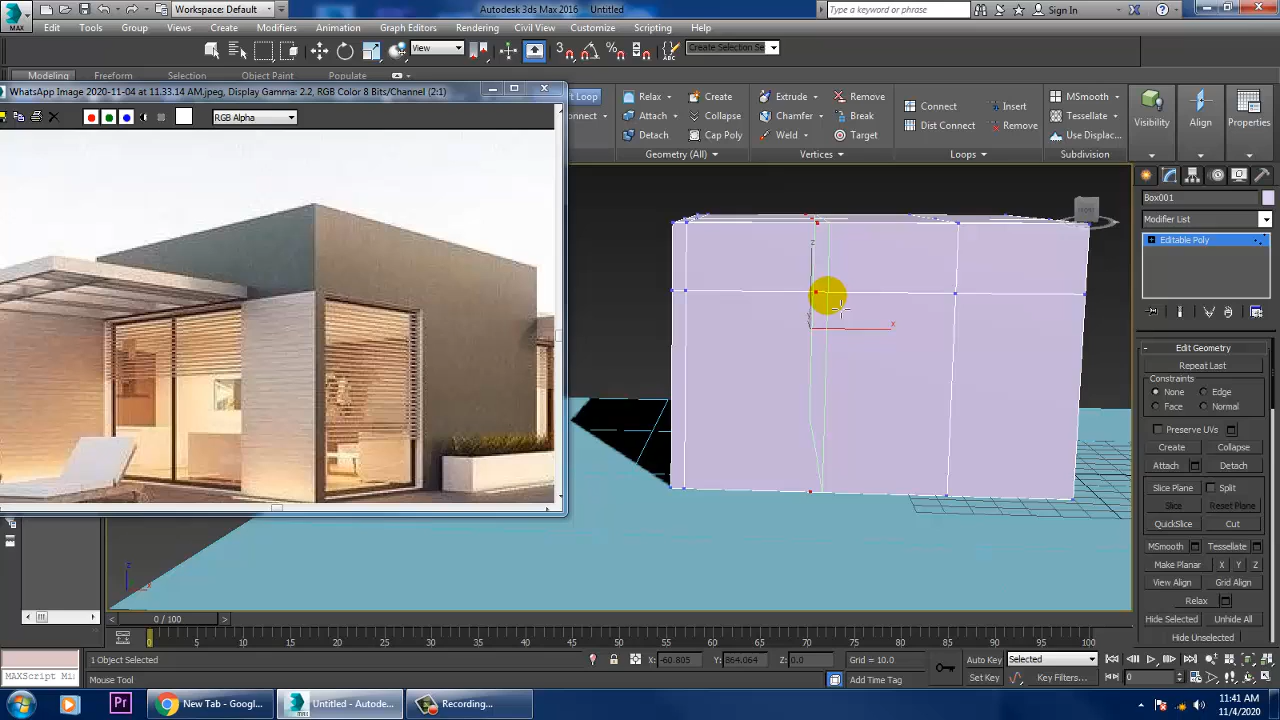 MAX
Workspace: Default
Autodesk 3ds Max 2016
Untitled
Type a keyword or phrase
Sign In
Edit
Tools
Group
Views
Create
Modifiers
Animation
Graph Editors
Rendering
Civil View
Customize
Scripting
Help
View
Create Selection Se
Modeling
Freeform
Selection
Object Paint
Populate
WhatsApp Image 2020-11-04 at 11.33.14 AM.jpeg, Display Gamma: 2.2, RGB Color 8 Bits/Channel (2:1)
RGB Alpha
Relax
Create
Attach
Collapse
Detach
Cap Poly
Geometry (All)
Extrude
Remove
Chamfer
Break
Weld
Target
Vertices
Connect
Insert
Dist Connect
Remove
Loops
MSmooth
Tessellate
Use Displac...
Subdivision
Visibility
Align
Properties
Box001
Modifier List
Editable Poly
Edit Geometry
Repeat Last
Constraints
None
Edge
Face
Normal
Preserve UVs
Create
Collapse
Attach
Detach
Slice Plane
Split
Slice
Reset Plane
QuickSlice
Cut
MSmooth
Tessellate
Make Planar
X
Y
Z
View Align
Grid Align
Relax
Hide Selected
Unhide All
Hide Unselected
z
x
z
0 / 100
0
5
10
15
20
25
30
35
40
45
50
55
60
65
70
75
80
85
90
95
100
1 Object Selected
X: -60.805
Y: 864.064
Z: 0.0
Grid = 10.0
Auto Key
Selected
MAXScript Mi
Mouse Tool
Add Time Tag
Set Key
Key Filters...
0
New Tab - Googl...
Untitled - Autode...
Recording...
11:41 AM
11/4/2020